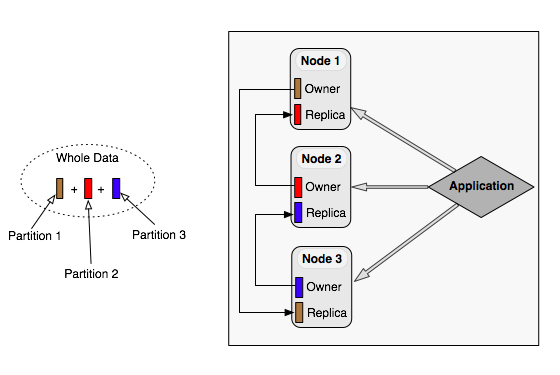 Whole Data
+ +
Partition 1
Partition 3
Partition 2
Node 1
Owner
Replica
Node 2
Owner
Replica
Node 3
Owner
Replica
Application